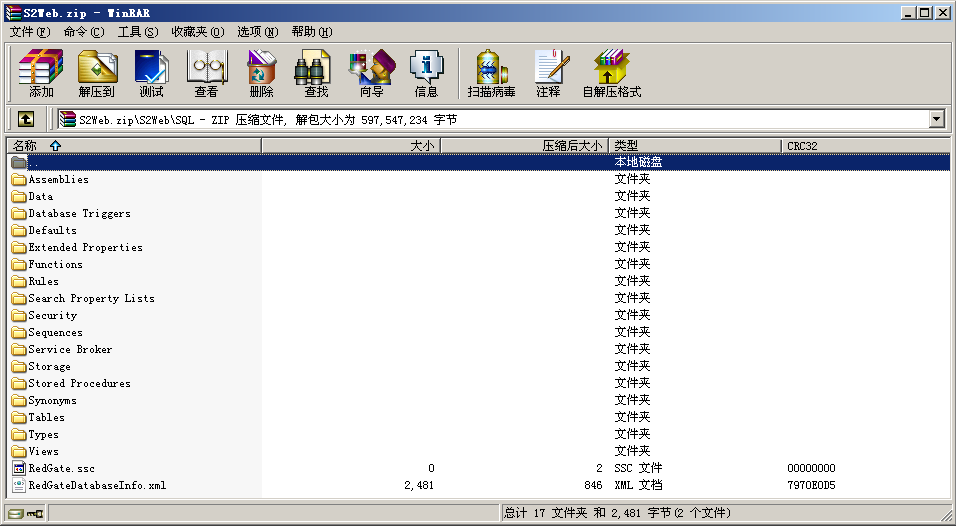 S2Web.zip - WinRAR
文件(F) 命令(C) 工具(S) 收藏夹(O) 选项(N) 帮助(H)
添加 解压到 测试 查看 删除 查找 向导 信息 扫描病毒 注释 自解压格式
S2Web.zip\S2Web\SQL - ZIP 压缩文件, 解包大小为 597,547,234 字节
名称 大小 压缩后大小 类型 CRC32
.. 本地磁盘
Assemblies 文件夹
Data 文件夹
Database Triggers 文件夹
Defaults 文件夹
Extended Properties 文件夹
Functions 文件夹
Rules 文件夹
Search Property Lists 文件夹
Security 文件夹
Sequences 文件夹
Service Broker 文件夹
Storage 文件夹
Stored Procedures 文件夹
Synonyms 文件夹
Tables 文件夹
Types 文件夹
Views 文件夹
RedGate.ssc 0 2 SSC 文件 00000000
RedGateDatabaseInfo.xml 2,481 846 XML 文档 7970E0D5
总计 17 文件夹 和 2,481 字节(2 个文件)